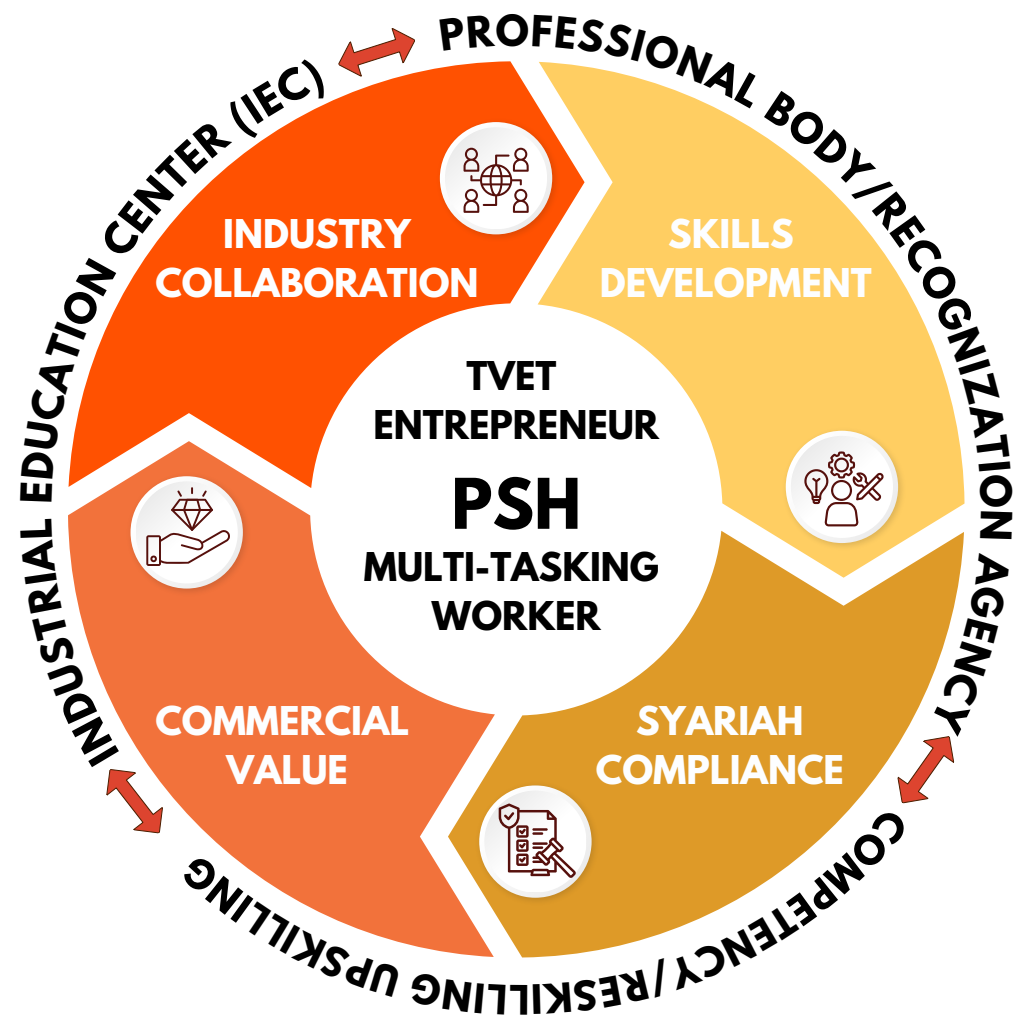 INDUSTRIAL EDUCATION CENTER (IEC)
PROFESSIONAL BODY/RECOGNIZATION AGENCY
COMPETENCY/RESKILLING UPSKILLING
INDUSTRY
COLLABORATION
SKILLS
DEVELOPMENT
TVET
ENTREPRENEUR
PSH
MULTI-TASKING
WORKER
COMMERCIAL
VALUE
SYARIAH
COMPLIANCE